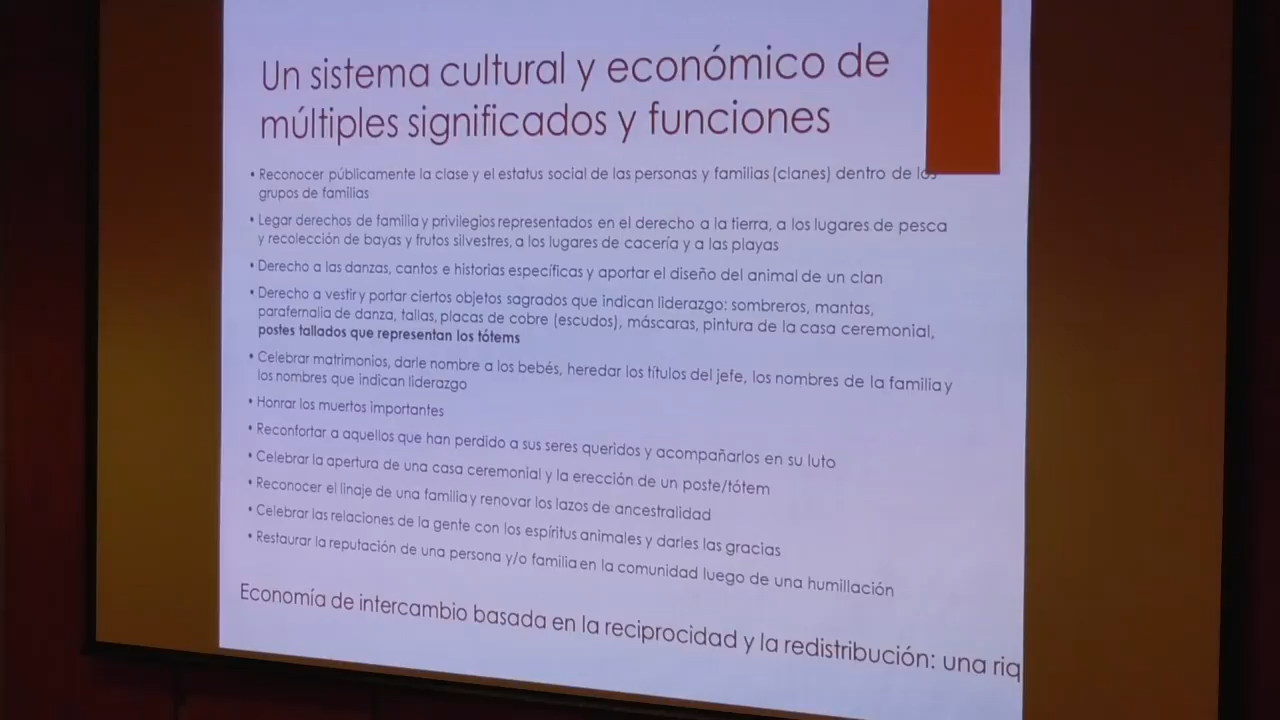 Un sistema cultural y económico de
múltiples significados y funciones
• Reconocer públicamente la clase y el estatus social de las personas y familias (clanes) dentro de los
grupos de familias
• Legar derechos de familia y privilegios representados en el derecho a la tierra, a los lugares de pesca
y recolección de bayas y frutos silvestres, a los lugares de cacería y a las playas
• Derecho a las danzas, cantos e historias específicas y aportar el diseño del animal de un clan
• Derecho a vestir y portar ciertos objetos sagrados que indican liderazgo: sombreros, mantas,
parafernalia de danza, tallas, placas de cobre (escudos), máscaras, pintura de la casa ceremonial,
postes tallados que representan los tótems
• Celebrar matrimonios, darle nombre a los bebés, heredar los títulos del jefe, los nombres de la familia y
los nombres que indican liderazgo
• Honrar los muertos importantes
• Reconfortar a aquellos que han perdido a sus seres queridos y acompañarlos en su luto
• Celebrar la apertura de una casa ceremonial y la erección de un poste/tótem
• Reconocer el linaje de una familia y renovar los lazos de ancestralidad
• Celebrar las relaciones de la gente con los espíritus animales y darles las gracias
• Restaurar la reputación de una persona y/o familia en la comunidad luego de una humillación
Economía de intercambio basada en la reciprocidad y la redistribución: una riq